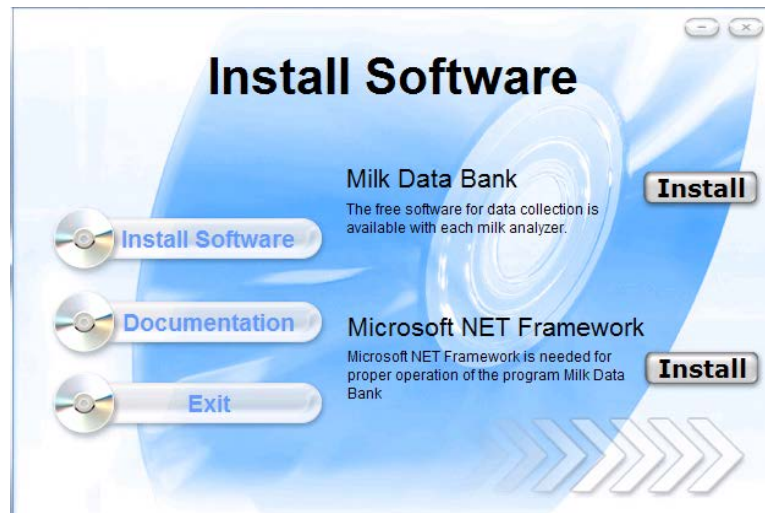 Install Software
Milk Data Bank
Install
The free software for data collection is
available with each milk analyzer.
Install Software
Documentation
Microsoft NET Framework
Microsoft NET Framework is needed for
proper operation of the program Milk Data
Bank
Install
Exit